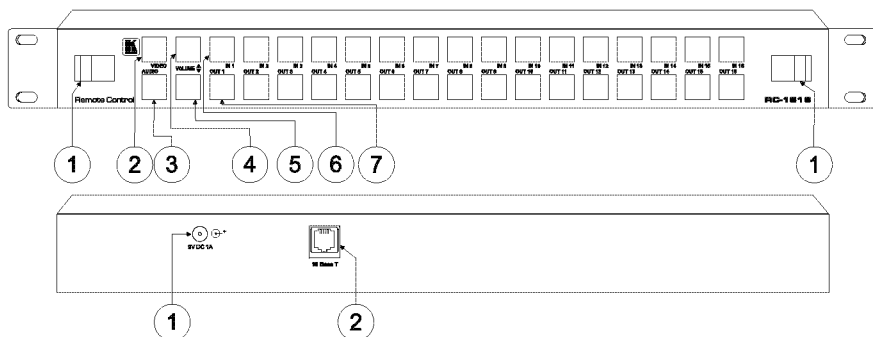 VIDEO IN 1 IN 2 IN 3 IN 4 IN 5 IN 6 IN 7 IN 8 IN 9 IN 10 IN 11 IN 12 IN 13 IN 14 IN 15 IN 16
AUDIO VOLUME OUT 1 OUT 2 OUT 3 OUT 4 OUT 5 OUT 6 OUT 7 OUT 8 OUT 9 OUT 10 OUT 11 OUT 12 OUT 13 OUT 14 OUT 15 OUT 16
Remote Control RC-1616
1 2 3 4 5 6 7 1
9V DC 1A
10 Base T
1 2